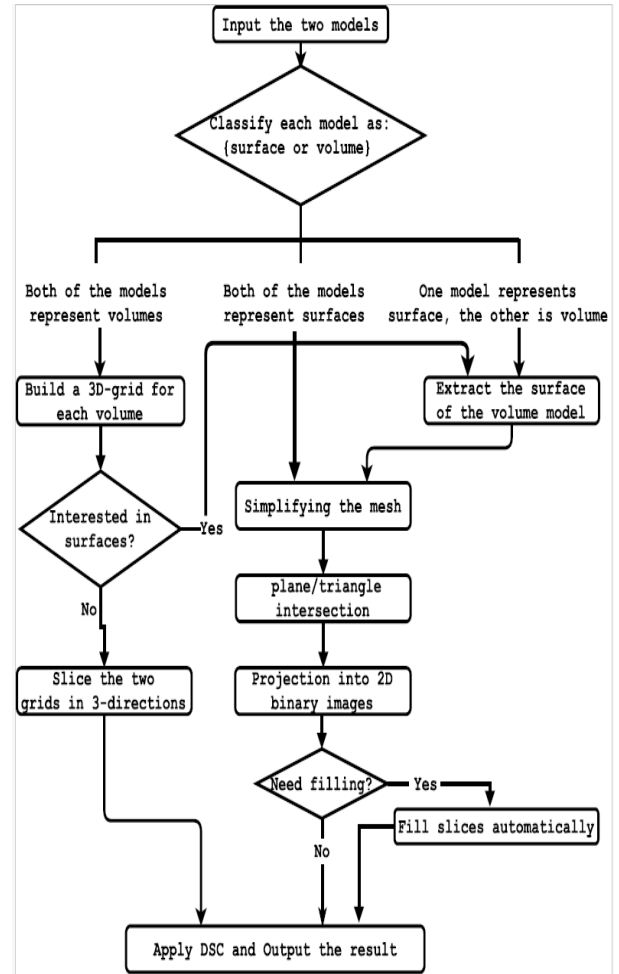 Input the two models
Classify each model as:
{surface or volume}
Both of the models
represent volumes
Both of the models
represent surfaces
One model represents
surface, the other is volume
Build a 3D-grid for
each volume
Extract the surface
of the volume model
Interested in
surfaces?
Yes
No
Simplifying the mesh
plane/triangle
intersection
Slice the two
grids in 3-directions
Projection into 2D
binary images
Need filling?
Yes
No
Fill slices automatically
Apply DSC and Output the result